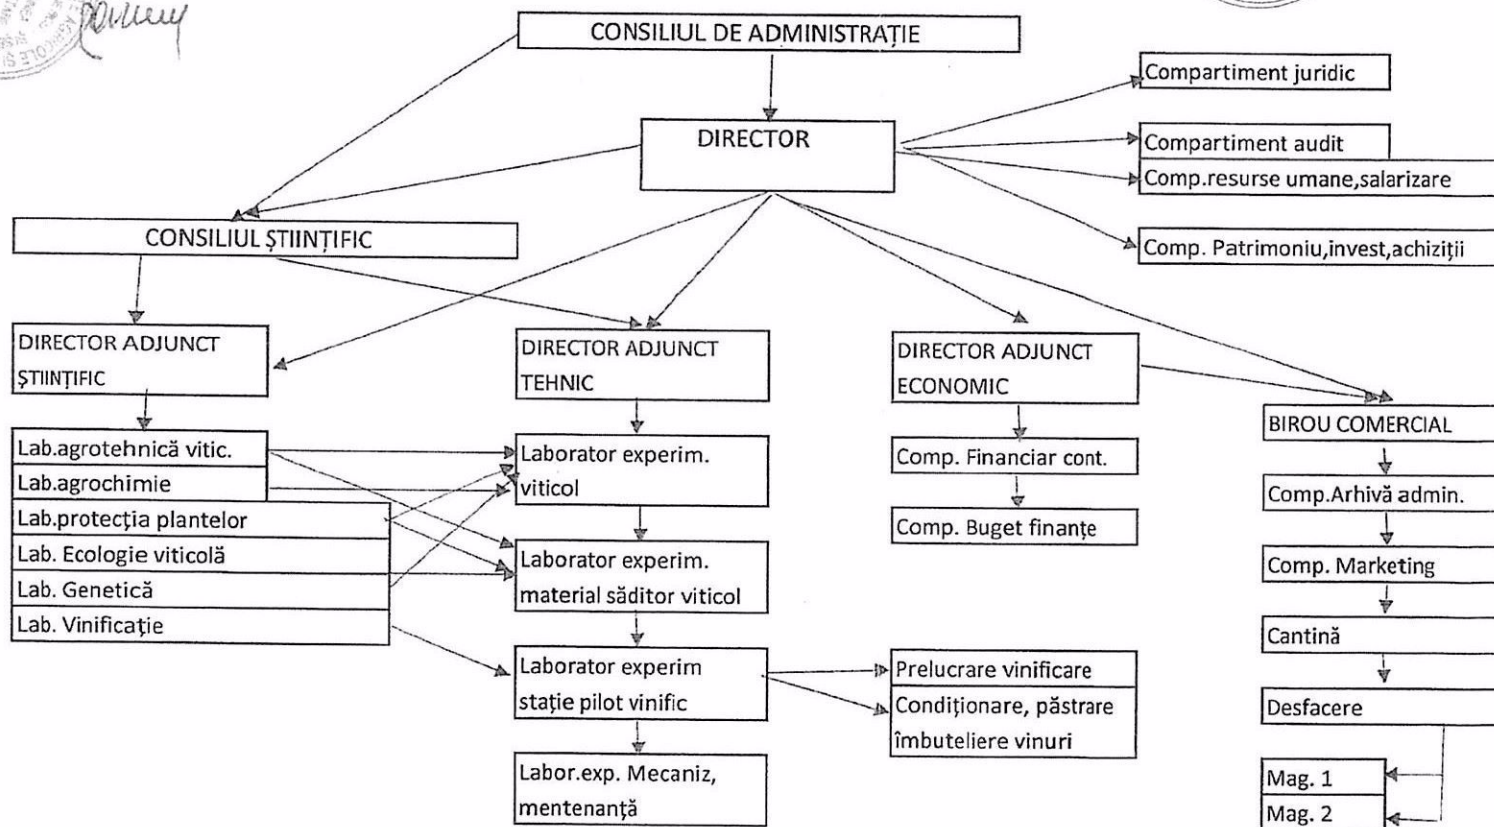 CONSILIUL DE ADMINISTRAȚIE
Compartiment juridic
DIRECTOR
Compartiment audit
Comp.resurse umane,salarizare
CONSILIUL ȘTIINȚIFIC
Comp. Patrimoniu,invest,achiziții
DIRECTOR ADJUNCT
ȘTIINȚIFIC
DIRECTOR ADJUNCT
TEHNIC
DIRECTOR ADJUNCT
ECONOMIC
BIROU COMERCIAL
Lab.agrotehnică vitic.
Lab.agrochimie
Lab.protecția plantelor
Lab. Ecologie viticolă
Lab. Genetică
Lab. Vinificație
Laborator experim.
viticol
Laborator experim.
material săditor viticol
Laborator experim
stație pilot vinific
Labor.exp. Mecaniz,
mentenanță
Comp. Financiar cont.
Comp. Buget finanțe
Prelucrare vinificare
Condiționare, păstrare
îmbuteliere vinuri
Comp.Arhivă admin.
Comp. Marketing
Cantină
Desfacere
Mag. 1
Mag. 2